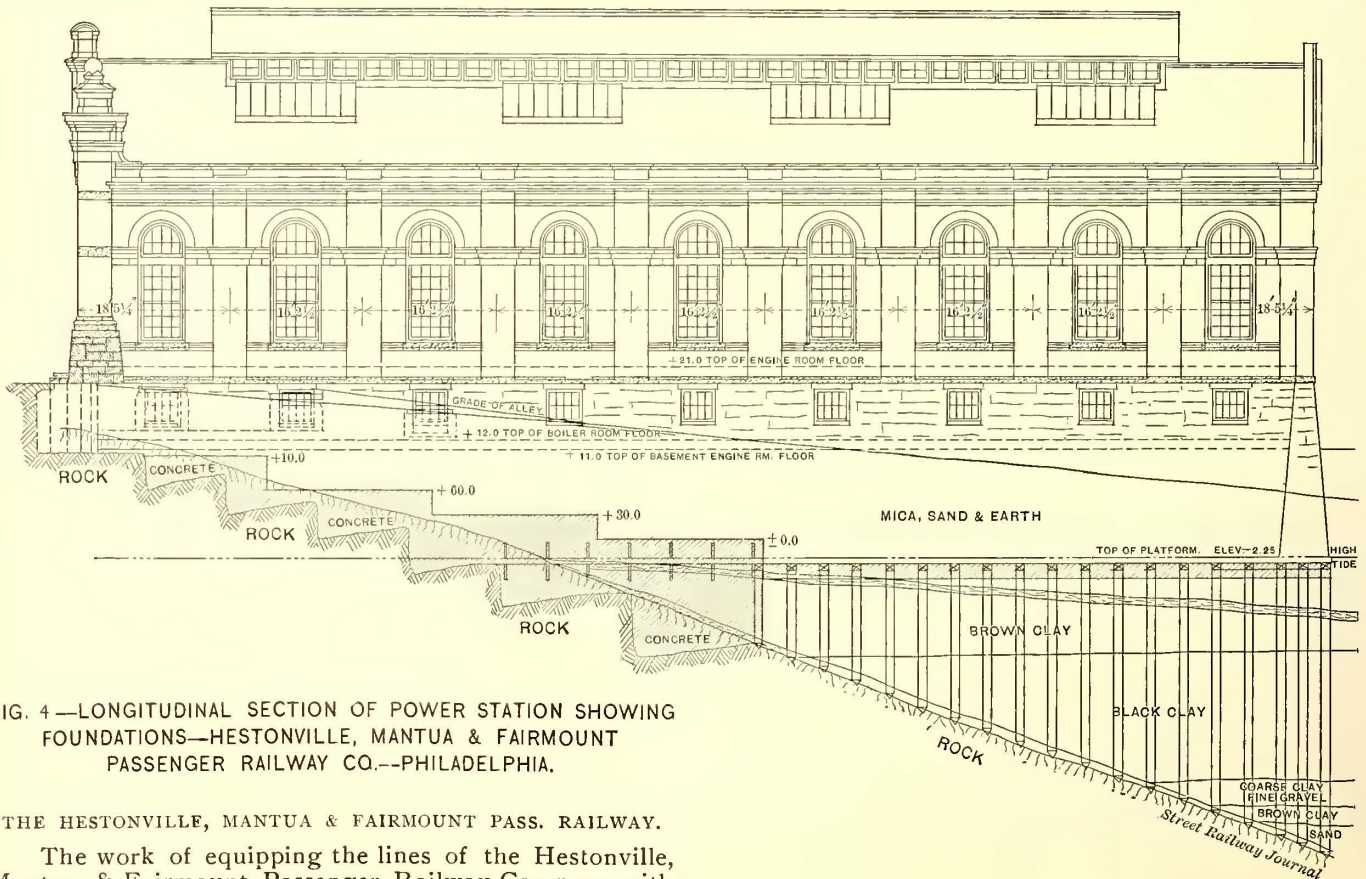 18'5¼"
16'2½"
16'2½"
16'2½"
16'2½"
16'2½"
16'2½"
16'2½"
18'5¼"
+21.0 TOP OF ENGINE ROOM FLOOR
GRADE OF ALLEY
+ 12.0 TOP OF BOILER ROOM FLOOR
+ 11.0 TOP OF BASEMENT ENGINE RM. FLOOR
+10.0
ROCK
CONCRETE
+60.0
ROCK
CONCRETE
+30.0
MICA, SAND & EARTH
±0.0
TOP OF PLATFORM. ELEV-2.25
HIGH
TIDE
ROCK
CONCRETE
BROWN CLAY
BLACK CLAY
ROCK
COARSE CLAY
FINE GRAVEL
BROWN CLAY
SAND
Street Railway Journal
IG. 4—LONGITUDINAL SECTION OF POWER STATION SHOWING
FOUNDATIONS—HESTONVILLE, MANTUA & FAIRMOUNT
PASSENGER RAILWAY CO.--PHILADELPHIA.
THE HESTONVILLE, MANTUA & FAIRMOUNT PASS. RAILWAY.
The work of equipping the lines of the Hestonville,
& Fairmount Passenger Railway Company with